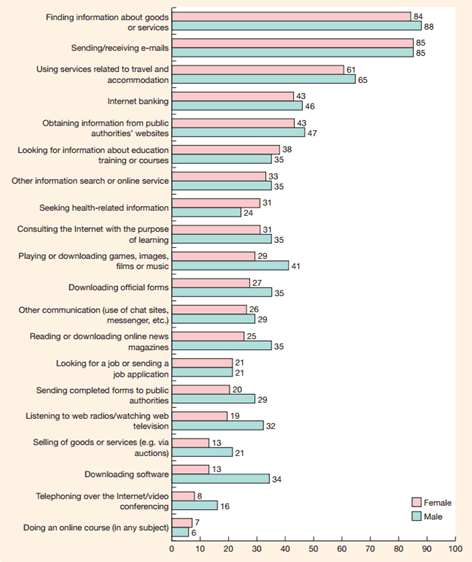 Finding information about goods
or services
84
88
Sending/receiving e-mails
85
85
Using services related to travel and
accommodation
61
65
Internet banking
43
46
Obtaining information from public
authorities' websites
43
47
Looking for information about education
training or courses
38
35
Other information search or online service
33
35
Seeking health-related information
31
24
Consulting the Internet with the purpose
of learning
31
35
Playing or downloading games, images,
films or music
29
41
Downloading official forms
27
35
Other communication (use of chat sites,
messenger, etc.)
26
29
Reading or downloading online news
magazines
25
35
Looking for a job or sending a
job application
21
21
Sending completed forms to public
authorities
20
29
Listening to web radios/watching web
television
19
32
Selling of goods or services (e.g. via
auctions)
13
21
Downloading software
13
34
Telephoning over the Internet/video
conferencing
8
16
Doing an online course (in any subject)
7
6
Female
Male
0 10 20 30 40 50 60 70 80 90 100